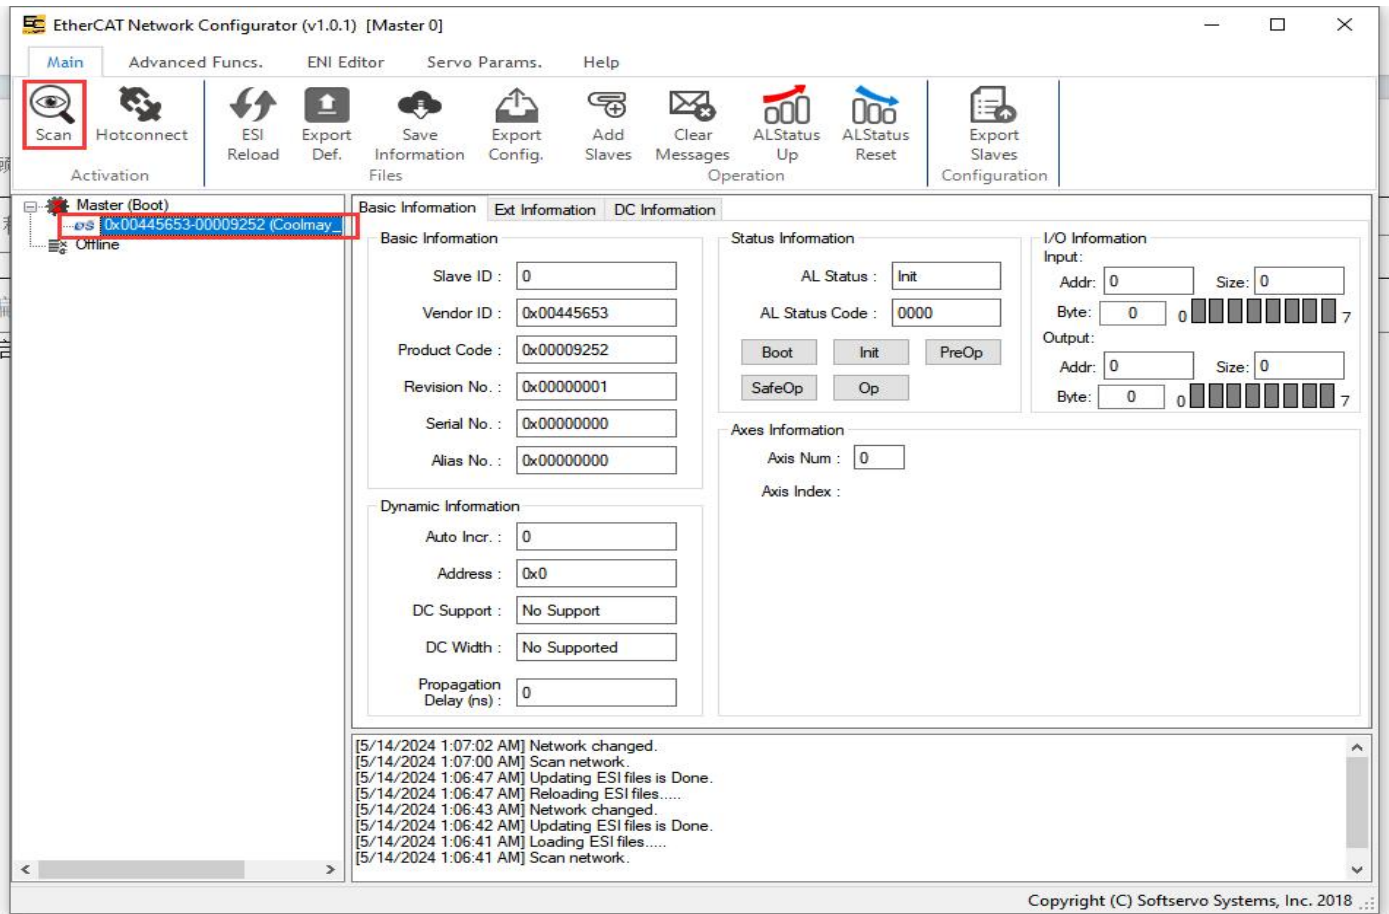 EtherCAT Network Configurator (v1.0.1) [Master 0]
Main Advanced Funcs. ENI Editor Servo Params. Help
Scan Hotconnect ESI Reload Export Def. Save Information Export Config. Add Slaves Clear Messages ALStatus Up ALStatus Reset Export Slaves
Activation Files Operation Configuration
Master (Boot)
0x00445653-00009252 (Coolmay_
Offline
Basic Information Ext Information DC Information
Basic Information
Slave ID : 0
Vendor ID : 0x00445653
Product Code : 0x00009252
Revision No. : 0x00000001
Serial No. : 0x00000000
Alias No. : 0x00000000
Dynamic Information
Auto Incr. : 0
Address : 0x0
DC Support : No Support
DC Width : No Supported
Propagation
Delay (ns) : 0
Status Information
AL Status : Init
AL Status Code : 0000
Boot Init PreOp
SafeOp Op
I/O Information
Input:
Addr: 0 Size: 0
Byte: 0 0 7
Output:
Addr: 0 Size: 0
Byte: 0 0 7
Axes Information
Axis Num : 0
Axis Index :
[5/14/2024 1:07:02 AM] Network changed.
[5/14/2024 1:07:00 AM] Scan network.
[5/14/2024 1:06:47 AM] Updating ESI files is Done.
[5/14/2024 1:06:47 AM] Reloading ESI files.....
[5/14/2024 1:06:43 AM] Network changed.
[5/14/2024 1:06:42 AM] Updating ESI files is Done.
[5/14/2024 1:06:41 AM] Loading ESI files.....
[5/14/2024 1:06:41 AM] Scan network.
Copyright (C) Softservo Systems, Inc. 2018